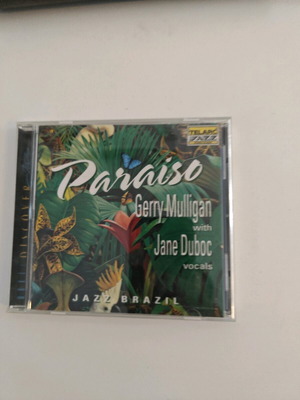 TELARC
JAZZ
Paraiso
Gerry Mulligan
with
Jane Duboc
vocals
JAZZ BRAZIL